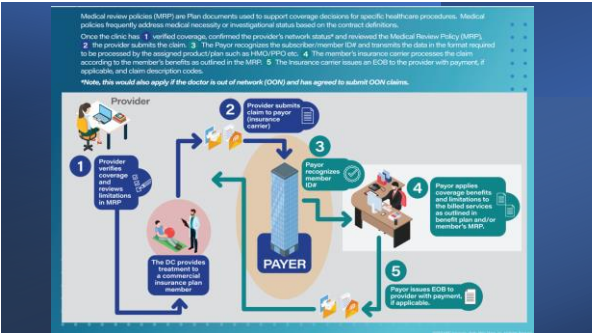 Medical review policies (MRP) are Plan documents used to support coverage decisions for specific healthcare procedures. Medical
policies frequently address medical necessity or investigational status based on the contract definitions.
Once the clinic has 1 verified coverage, confirmed the provider's network status* and reviewed the Medical Review Policy (MRP),
2 the provider submits the claim. 3 The Payor recognizes the subscriber/member ID# and transmits the data in the format required
to be processed by the assigned product/plan such as HMO/PPO etc. 4 The member's insurance carrier processes the claim
according to the member's benefits as outlined in the MRP. 5 The Insurance carrier issues an EOB to the provider with payment, if
applicable, and claim description codes.
*Note, this would also apply if the doctor is out of network (OON) and has agreed to submit OON claims.
Provider
2
Provider submits
claim to payor
(insurance
carrier)
1
Provider
verifies
coverage
and
reviews
limitations
in MRP
3
Payor
recognizes
member
ID#
4
Payor applies
coverage benefits
and limitations to
the billed services
as outlined in
benefit plan and/or
member's MRP.
The DC provides
treatment to
a commercial
insurance plan
member
PAYER
5
Payor issues EOB to
provider with payment,
if applicable.